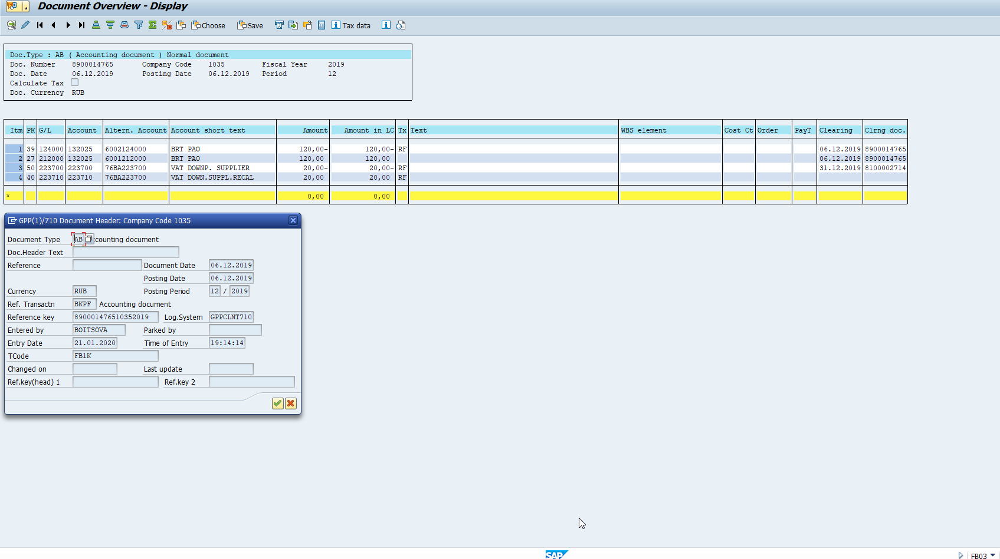 Document Overview - Display
Choose Save Tax data
Doc.Type : AB ( Accounting document ) Normal document
Doc. Number 8900014765 Company Code 1035 Fiscal Year 2019
Doc. Date 06.12.2019 Posting Date 06.12.2019 Period 12
Calculate Tax
Doc. Currency RUB
Itm PK G/L Account Altern. Account Account short text Amount Amount in LC Tx Text WBS element Cost Ct Order PayT Clearing Clrng doc.
1 39 124000 132025 6002124000 BRT PAO 120,00- 120,00- RF 06.12.2019 8900014765
2 27 212000 132025 6001212000 BRT PAO 120,00 120,00 06.12.2019 8900014765
3 50 223700 223700 76BA223700 VAT DOWNP. SUPPLIER 20,00- 20,00- RF 31.12.2019 8100002714
4 40 223710 223710 76BA223700 VAT DOWN.SUPPL.RECAL 20,00 20,00 RF
* 0,00 0,00
GPP(1)/710 Document Header: Company Code 1035
Document Type AB ccounting document
Doc.Header Text
Reference Document Date 06.12.2019
Posting Date 06.12.2019
Currency RUB Posting Period 12 / 2019
Ref. Transactn BKPF Accounting document
Reference key 890001476510352019 Log.System GPPCLNT710
Entered by BOITSOVA Parked by
Entry Date 21.01.2020 Time of Entry 19:14:14
TCode FB1K
Changed on Last update
Ref.key(head) 1 Ref.key 2
SAP FB03